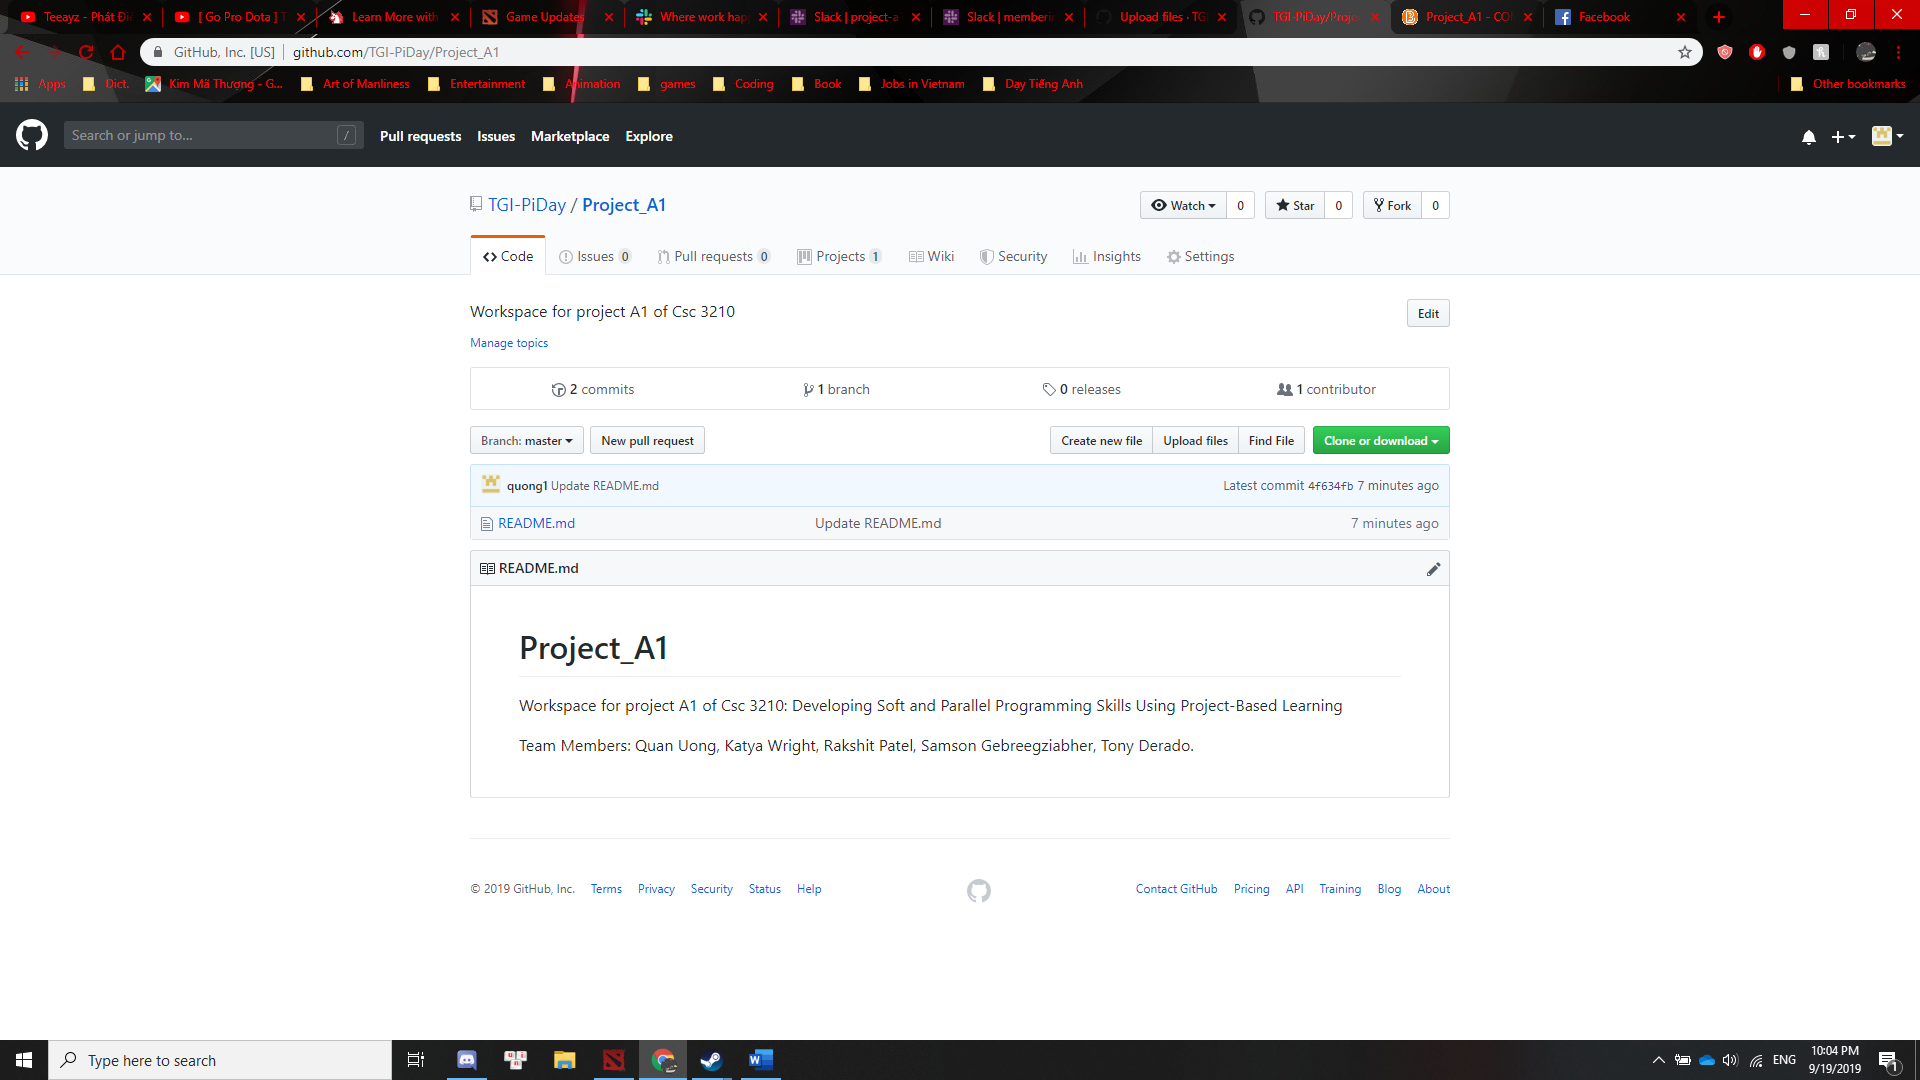 Teeayz - Phát Đi
[ Go Pro Dota ] T
Learn More with
Game Updates
Where work hap
Slack | project-a
Slack | memberin
Upload files · TG
TGI-PiDay/Projec
Project_A1 - CO
Facebook
GitHub, Inc. [US] | github.com/TGI-PiDay/Project_A1
Apps Dict. Kim Mã Thượng - G... Art of Manliness Entertainment Animation games Coding Book Jobs in Vietnam Day Tiếng Anh Other bookmarks
Search or jump to... / Pull requests Issues Marketplace Explore
TGI-PiDay / Project_A1 Watch 0 Star 0 Fork 0
Code Issues 0 Pull requests 0 Projects 1 Wiki Security Insights Settings
Workspace for project A1 of Csc 3210 Edit
Manage topics
2 commits 1 branch 0 releases 1 contributor
Branch: master New pull request Create new file Upload files Find File Clone or download
quong1 Update README.md Latest commit 4f634fb 7 minutes ago
README.md Update README.md 7 minutes ago
README.md
Project_A1
Workspace for project A1 of Csc 3210: Developing Soft and Parallel Programming Skills Using Project-Based Learning
Team Members: Quan Uong, Katya Wright, Rakshit Patel, Samson Gebreegziabher, Tony Derado.
© 2019 GitHub, Inc. Terms Privacy Security Status Help Contact GitHub Pricing API Training Blog About
Type here to search ENG 10:04 PM
9/19/2019 1